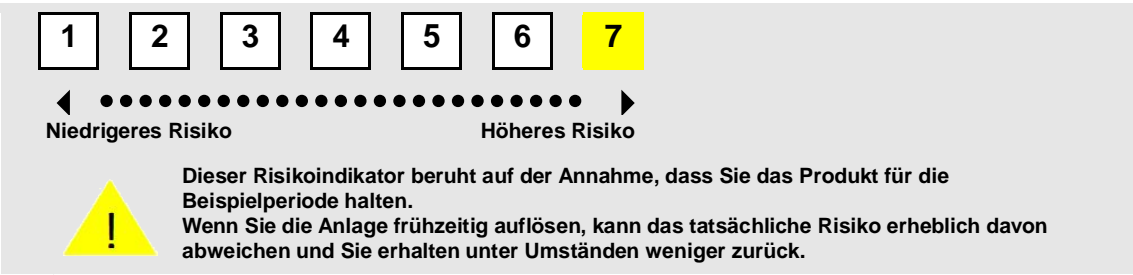 1 2 3 4 5 6 7
Niedrigeres Risiko Höheres Risiko
Dieser Risikoindikator beruht auf der Annahme, dass Sie das Produkt für die
Beispielperiode halten.
Wenn Sie die Anlage frühzeitig auflösen, kann das tatsächliche Risiko erheblich davon
abweichen und Sie erhalten unter Umständen weniger zurück.
!